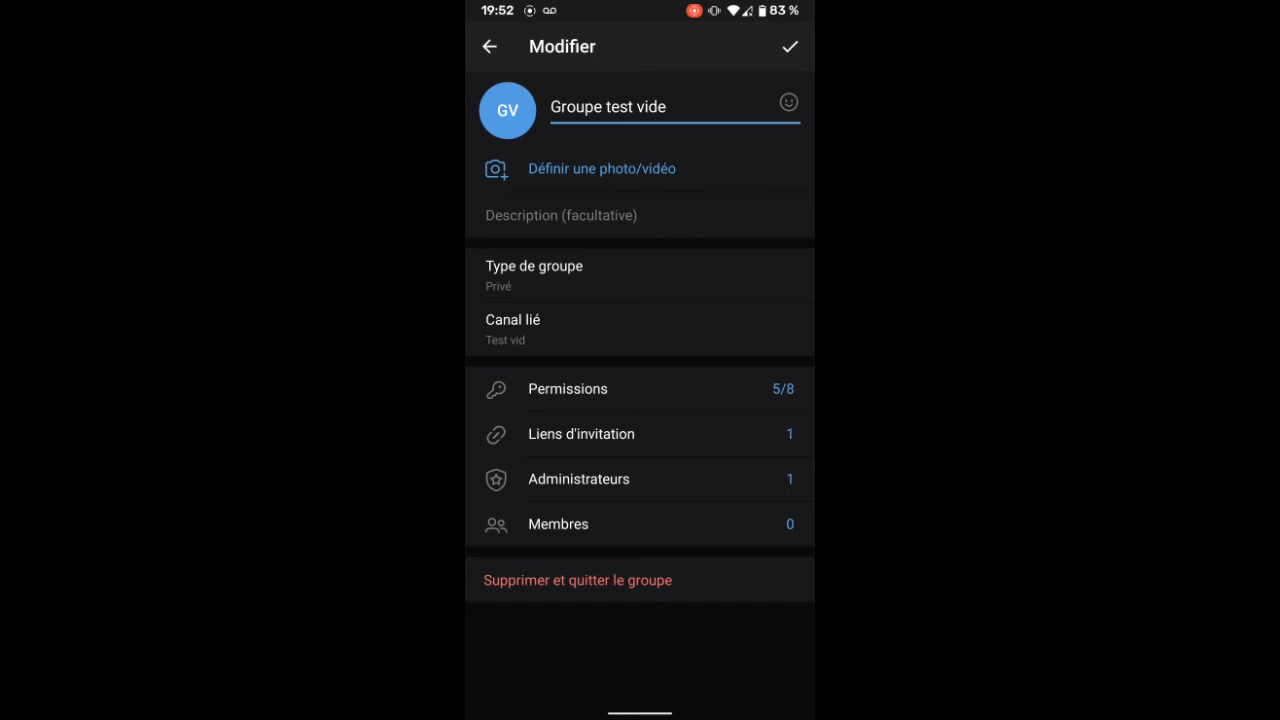 19:52 83 %
Modifier
GV
Groupe test vide
Définir une photo/vidéo
Description (facultative)
Type de groupe
Privé
Canal lié
Test vid
Permissions 5/8
Liens d'invitation 1
Administrateurs 1
Membres 0
Supprimer et quitter le groupe